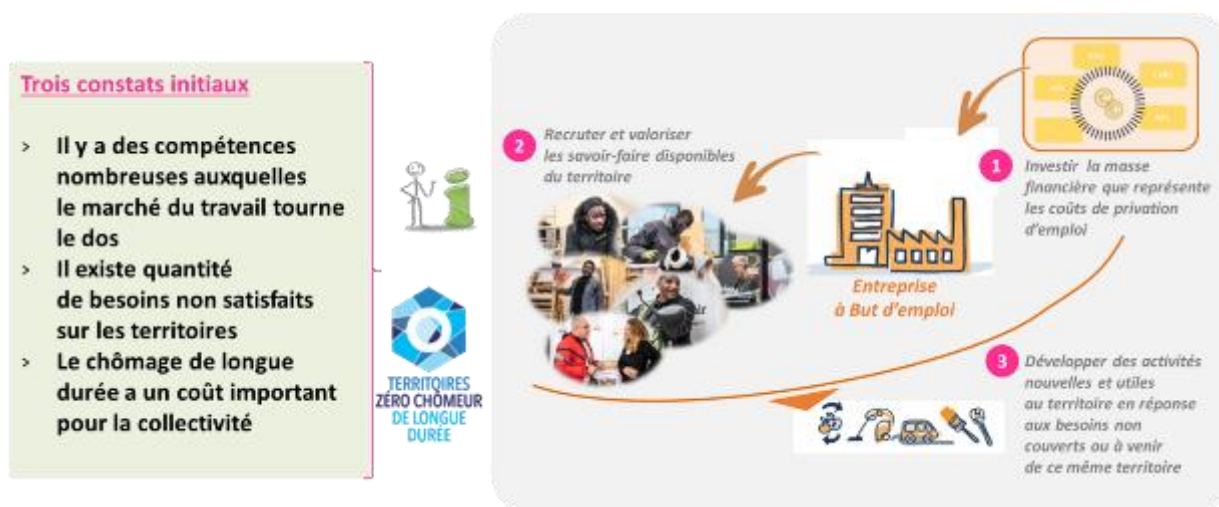 Trois constats initiaux
> Il y a des compétences
nombreuses auxquelles
le marché du travail tourne
le dos
> Il existe quantité
de besoins non satisfaits
sur les territoires
> Le chômage de longue
durée a un coût important
pour la collectivité
TERRITOIRES
ZÉRO CHÔMEUR
DE LONGUE
DURÉE
1
Investir la masse
financière que représente
les coûts de privation
d'emploi
2
Recruter et valoriser
les savoir-faire disponibles
du territoire
Entreprise
à But d'emploi
3
Développer des activités
nouvelles et utiles
au territoire en réponse
aux besoins non
couverts ou à venir
de ce même territoire